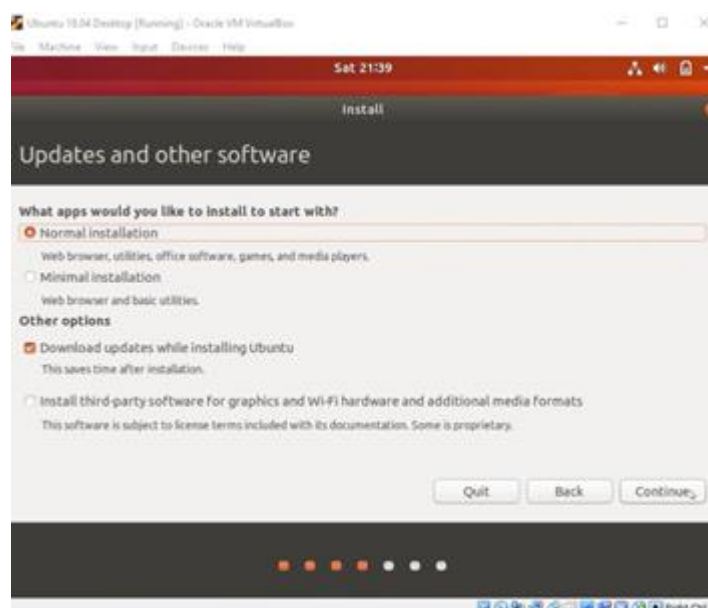 Ubuntu 18.04 Desktop [Running] - Oracle VM VirtualBox
File Machine View Input Devices Help
Sat 21:39
Install
Updates and other software
What apps would you like to install to start with?
Normal installation
Web browser, utilities, office software, games, and media players.
Minimal installation
Web browser and basic utilities.
Other options
Download updates while installing Ubuntu
This saves time after installation.
Install third-party software for graphics and Wi-Fi hardware and additional media formats
This software is subject to license terms included with its documentation. Some is proprietary.
Quit Back Continue